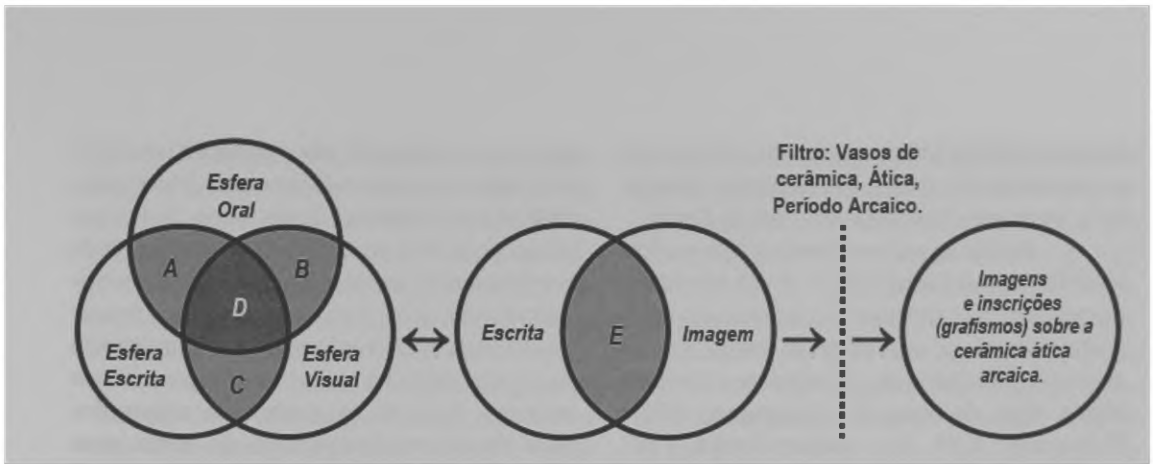 Esfera
Oral
A
B
D
Esfera
Escrita
C
Esfera
Visual
Escrita
E
Imagem
Filtro: Vasos de
cerâmica, Ática,
Período Arcaico.
Imagens
e inscrições
(grafismos) sobre a
cerâmica ática
arcaica.